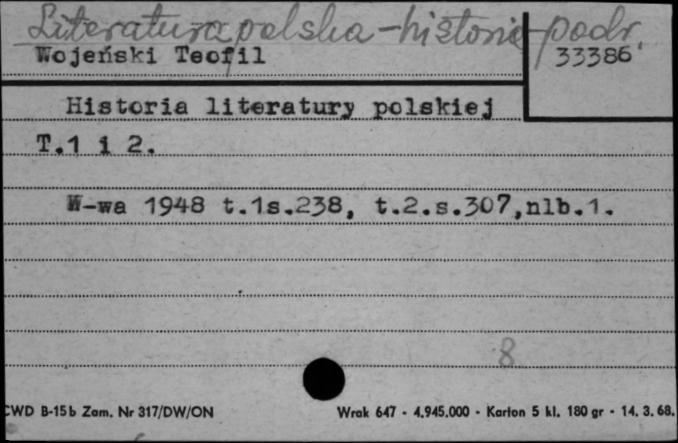 Literatura polska - historia - podr.
Wojeński Teofil
33386
Historia literatury polskiej
T.1 i 2.
W-wa 1948 t.1s.238, t.2.s.307,nlb.1.
8
CWD B-15b Zam. Nr 317/DW/ON
Wrak 647 - 4.945.000 - Karton 5 kl. 180 gr - 14. 3. 68.